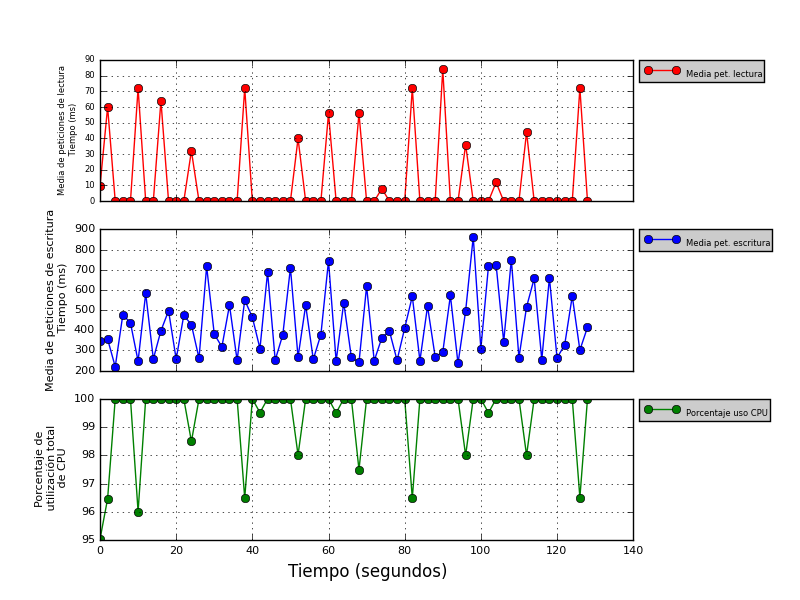 Media de peticiones de lectura
Tiempo (ms)
90
80
70
60
50
40
30
20
10
0
Media pet. lectura
Media de peticiones de escritura
Tiempo (ms)
900
800
700
600
500
400
300
200
Media pet. escritura
Porcentaje de
utilización total
de CPU
100
99
98
97
96
95
Porcentaje uso CPU
0 20 40 60 80 100 120 140
Tiempo (segundos)